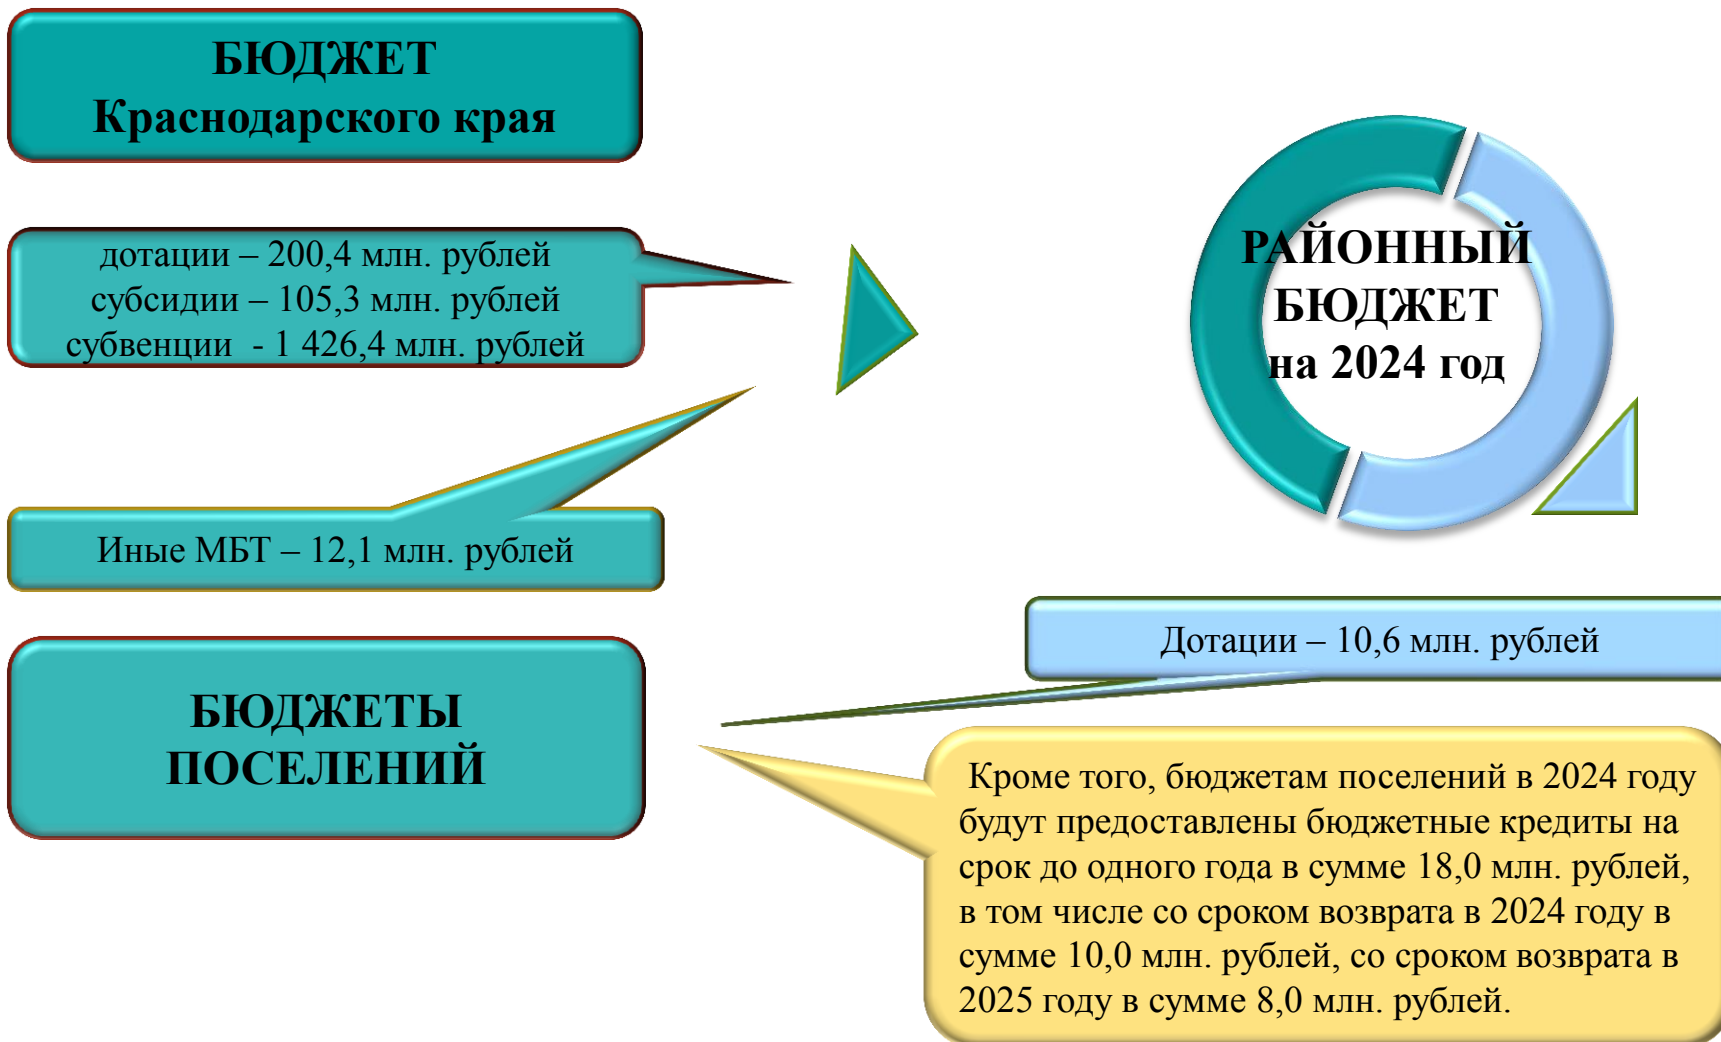 БЮДЖЕТ
Краснодарского края
дотации – 200,4 млн. рублей
субсидии – 105,3 млн. рублей
субвенции  - 1 426,4 млн. рублей
РАЙОННЫЙ
БЮДЖЕТ
на 2024 год
Иные МБТ – 12,1 млн. рублей
Дотации – 10,6 млн. рублей
БЮДЖЕТЫ
ПОСЕЛЕНИЙ
Кроме того, бюджетам поселений в 2024 году
будут предоставлены бюджетные кредиты на
срок до одного года в сумме 18,0 млн. рублей,
в том числе со сроком возврата в 2024 году в
сумме 10,0 млн. рублей, со сроком возврата в
2025 году в сумме 8,0 млн. рублей.